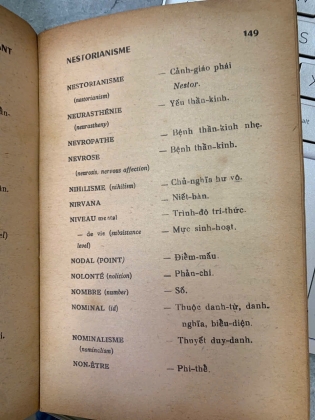 149
NESTORIANISME
NESTORIANISME — Cảnh-giáo phái
(nestorianism) Nestor.
NEURASTHÉNIE — Yếu thần-kinh.
(neurastheny)
NEVROPATHE — Bệnh thần-kinh nhẹ.
NEVROSE — Bệnh thần-kinh.
(neurosis, nervous affection)
NIHILISME (nihilism) — Chủ-nghĩa hư vô.
NIRVANA — Niết-bàn.
NIVEAU mental — Trình-độ tri-thức.
— de vie (subsistance — Mực sinh-hoạt.
level)
NODAL (POINT) — Điểm-mấu.
NOLONTÉ (nolition) — Phản-chí.
NOMBRE (number) — Số.
NOMINAL (id) — Thuộc danh-từ, danh-
nghĩa, biểu-diện.
NOMINALISME — Thuyết duy-danh.
(nominalism)
NON-ÊTRE — Phi-thể.